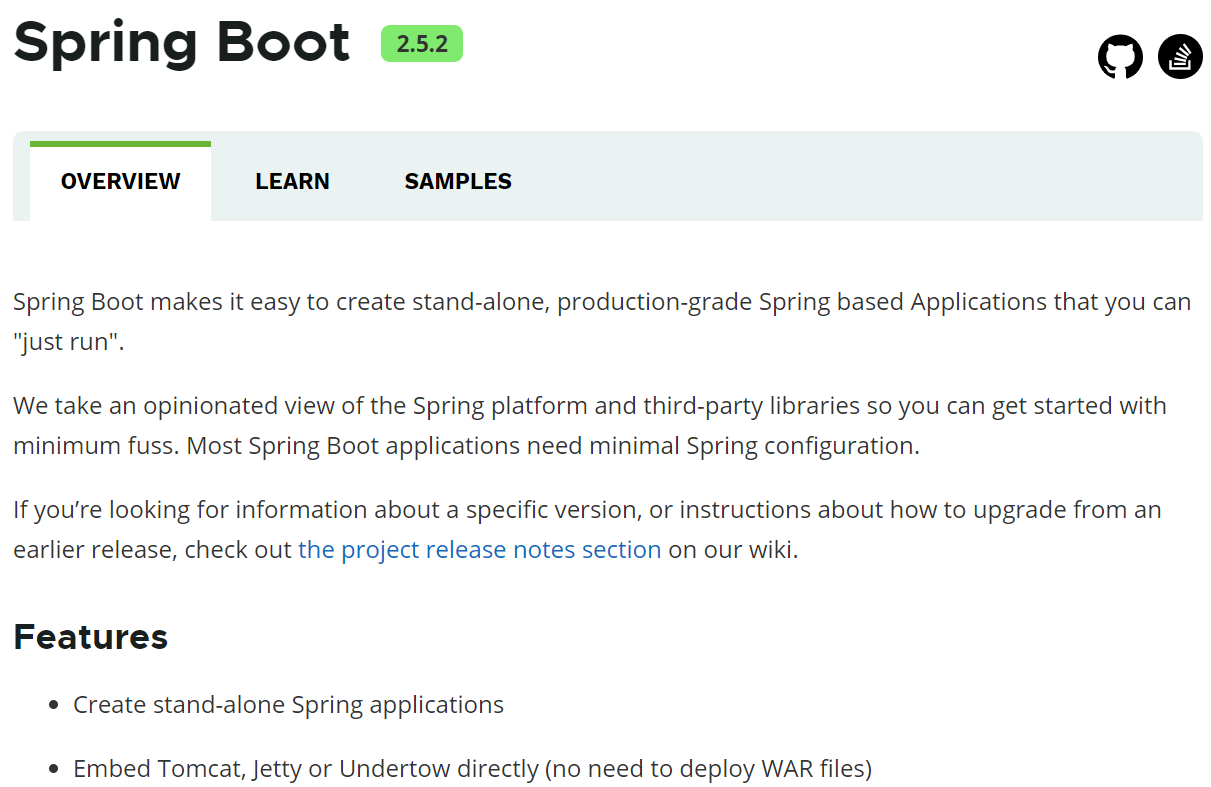 Spring Boot 2.5.2
OVERVIEW LEARN SAMPLES
Spring Boot makes it easy to create stand-alone, production-grade Spring based Applications that you can
"just run".
We take an opinionated view of the Spring platform and third-party libraries so you can get started with
minimum fuss. Most Spring Boot applications need minimal Spring configuration.
If you’re looking for information about a specific version, or instructions about how to upgrade from an
earlier release, check out the project release notes section on our wiki.
Features
• Create stand-alone Spring applications
• Embed Tomcat, Jetty or Undertow directly (no need to deploy WAR files)